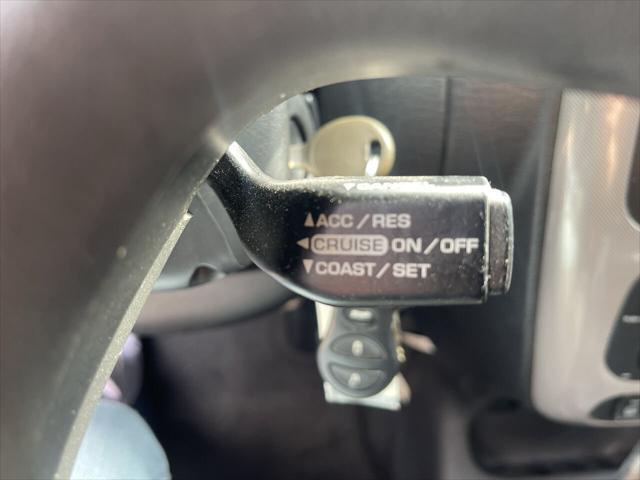 ▲ACC/RES
◀CRUISE ON/OFF
▼COAST/SET